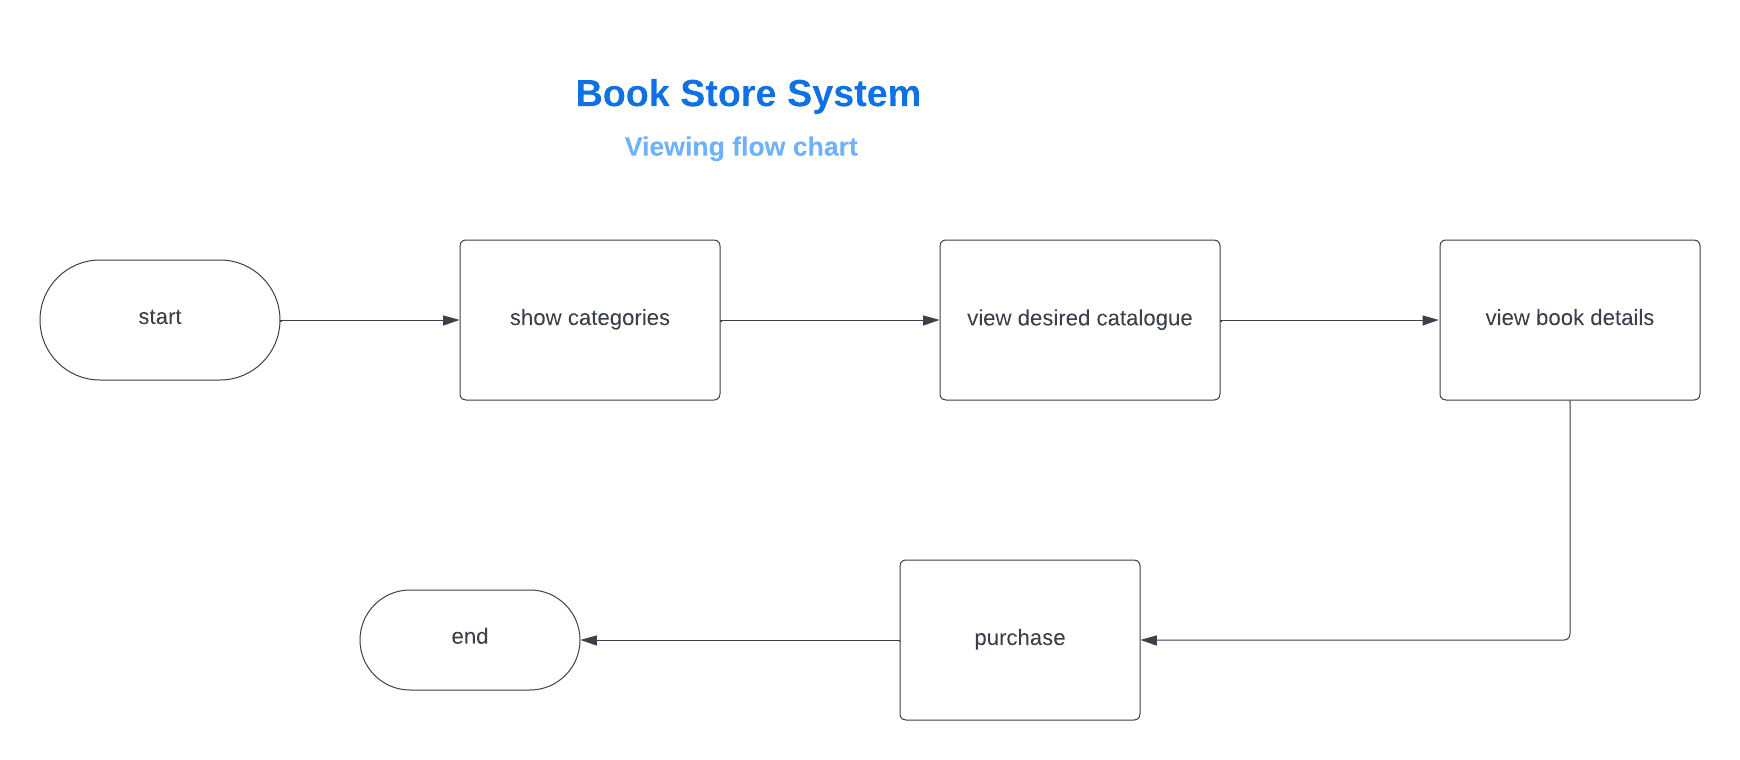 Book Store System
Viewing flow chart
start
show categories
view desired catalogue
view book details
purchase
end